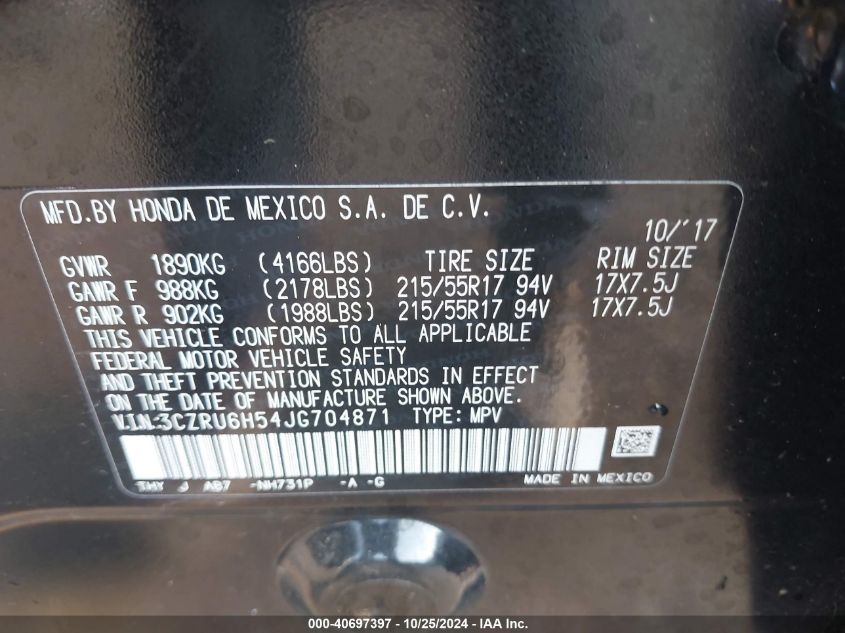 MFD.BY HONDA DE MEXICO S.A. DE C.V.
10/'17
GVWR 1890KG (4166LBS) TIRE SIZE RIM SIZE
GAWR F 988KG (2178LBS) 215/55R17 94V 17X7.5J
GAWR R 902KG (1988LBS) 215/55R17 94V 17X7.5J
THIS VEHICLE CONFORMS TO ALL APPLICABLE
FEDERAL MOTOR VEHICLE SAFETY
AND THEFT PREVENTION STANDARDS IN EFFECT
ON THE DATE OF MANUFACTURE SHOWN ABOVE.
V.I.N. 3CZRU6H54JG704871 TYPE: MPV
J -NH731P -A -G MADE IN MEXICO
000-40697397 - 10/25/2024 - IAA Inc.